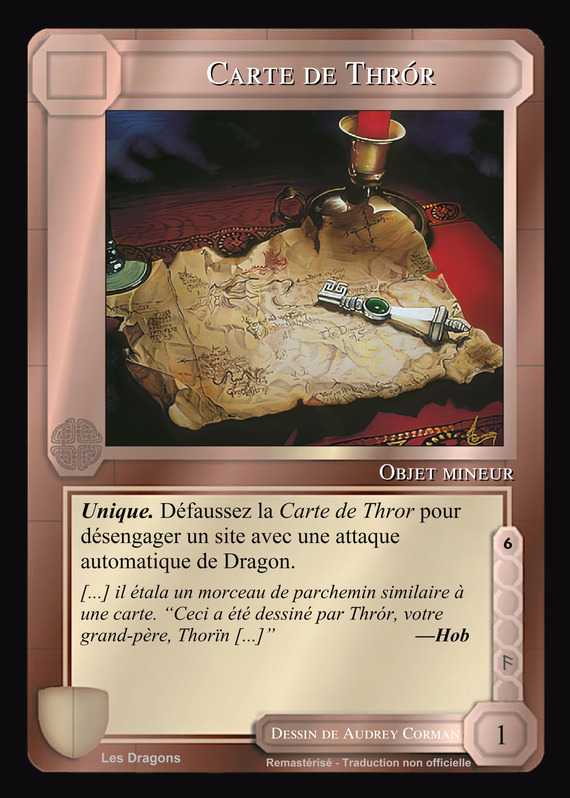 Carte de Thrór
Objet mineur
Unique. Défaussez la Carte de Thror pour
désengager un site avec une attaque
automatique de Dragon.
[...] il étala un morceau de parchemin similaire à
une carte. “Ceci a été dessiné par Thrór, votre
grand-père, Thorïn [...]” —Hob
6
ᚩ
Dessin de Audrey Corman
1
Les Dragons
Remastérisé - Traduction non officielle